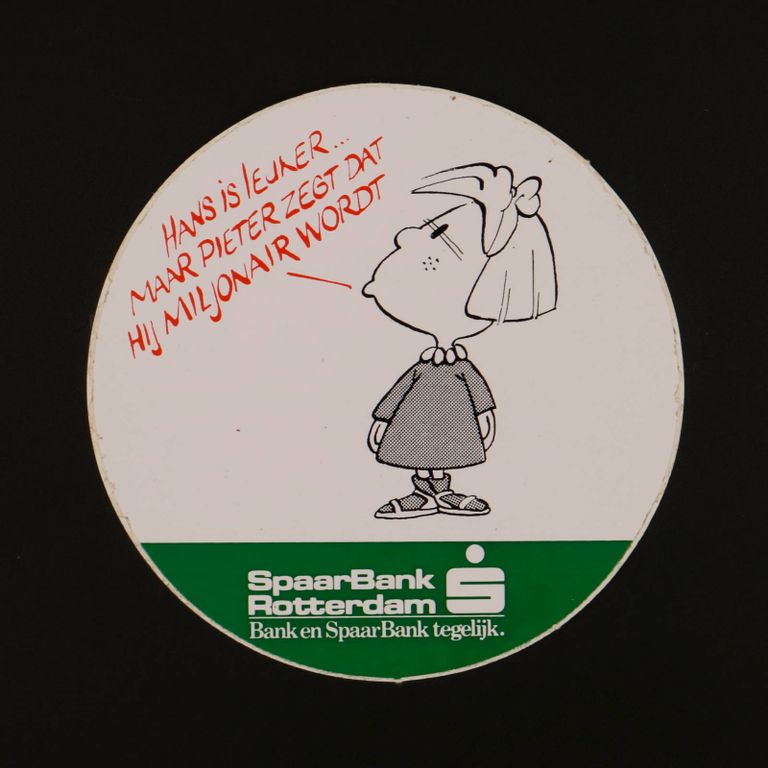 HANS IS LEUKER...
MAAR PIETER ZEGT DAT
HIJ MILJONAIR WORDT
SpaarBank
Rotterdam
Bank en SpaarBank tegelijk.